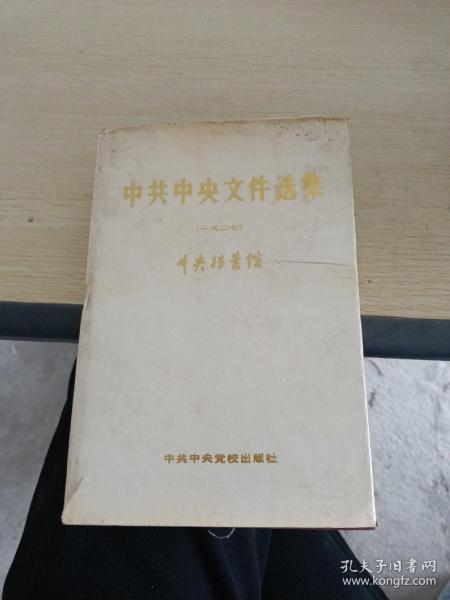 中共中央文件选集
（一九二七）
中央档案馆
中共中央党校出版社
孔夫子旧书网
www.kongfz.com